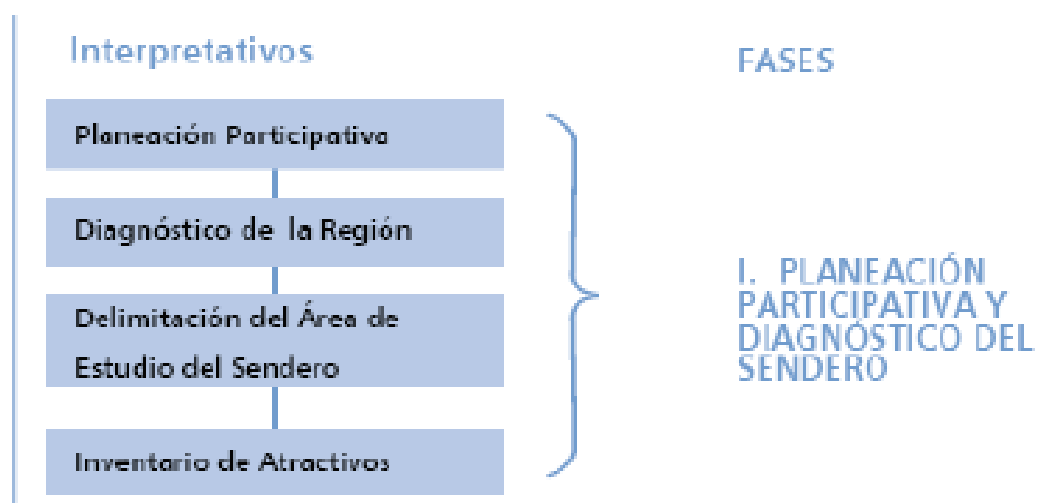 Interpretativos
FASES
Planeación Participativa
Diagnóstico de la Región
Delimitación del Área de
Estudio del Sendero
Inventario de Atractivos
I. PLANEACIÓN
PARTICIPATIVA Y
DIAGNÓSTICO DEL
SENDERO